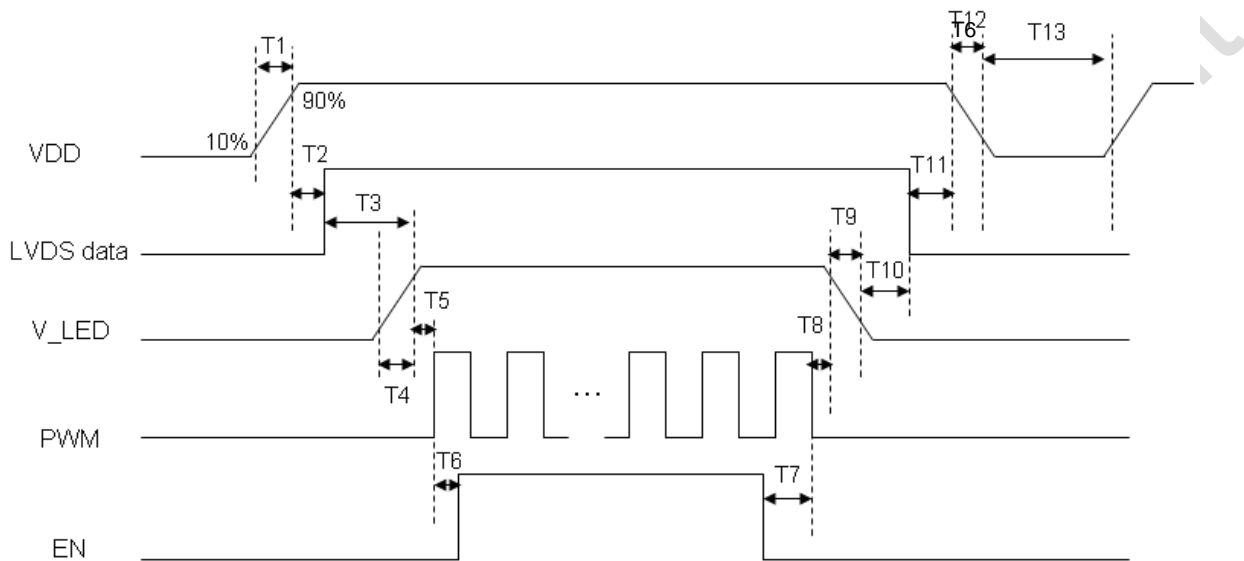 T12
T1
T6
T13
90%
10%
VDD
T2
T11
T3
T9
LVDS data
T10
T5
V_LED
T8
T4
...
PWM
T6
T7
EN